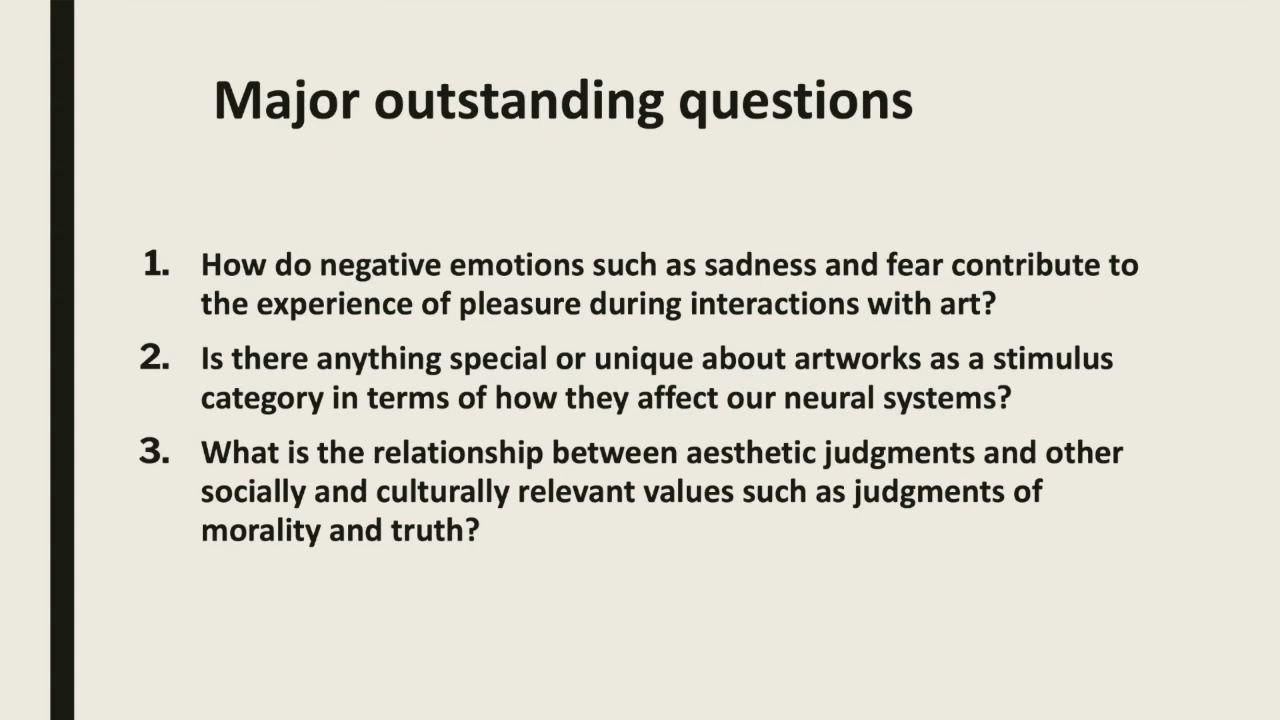 Major outstanding questions
1. How do negative emotions such as sadness and fear contribute to
the experience of pleasure during interactions with art?
2. Is there anything special or unique about artworks as a stimulus
category in terms of how they affect our neural systems?
3. What is the relationship between aesthetic judgments and other
socially and culturally relevant values such as judgments of
morality and truth?